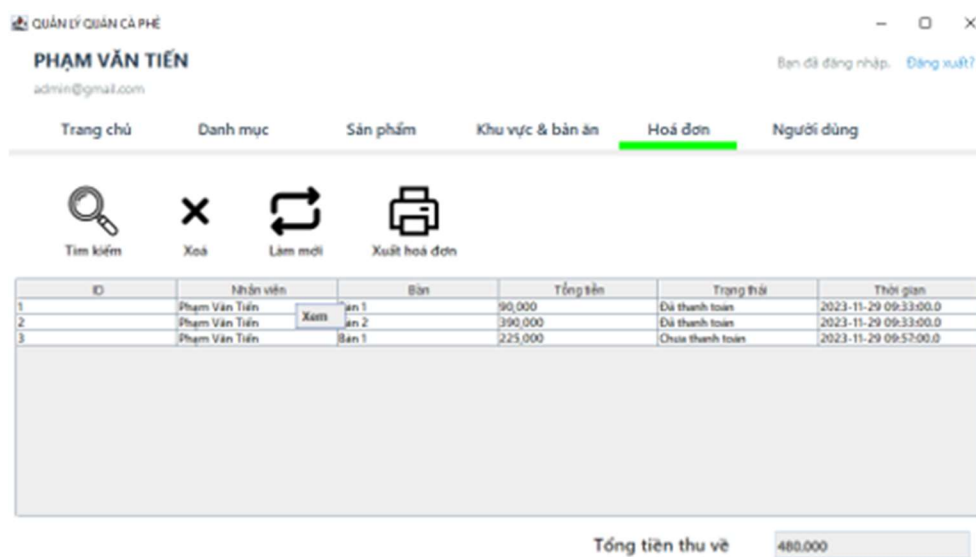 QUẢN LÝ QUÁN CÀ PHÊ
PHẠM VĂN TIẾN
Bạn đã đăng nhập. Đăng xuất?
admin@gmail.com
Trang chủ Danh mục Sản phẩm Khu vực & bàn ăn Hoá đơn Người dùng
Tìm kiếm Xoá Làm mới Xuất hoá đơn
ID Nhân viên Bàn Tổng tiền Trạng thái Thời gian
1 Phạm Văn Tiến Bàn 1 90,000 Đã thanh toán 2023-11-29 09:33:00.0
Xem
2 Phạm Văn Tiến Bàn 2 390,000 Đã thanh toán 2023-11-29 09:33:00.0
3 Phạm Văn Tiến Bàn 1 225,000 Chưa thanh toán 2023-11-29 09:57:00.0
Tổng tiền thu về 480,000